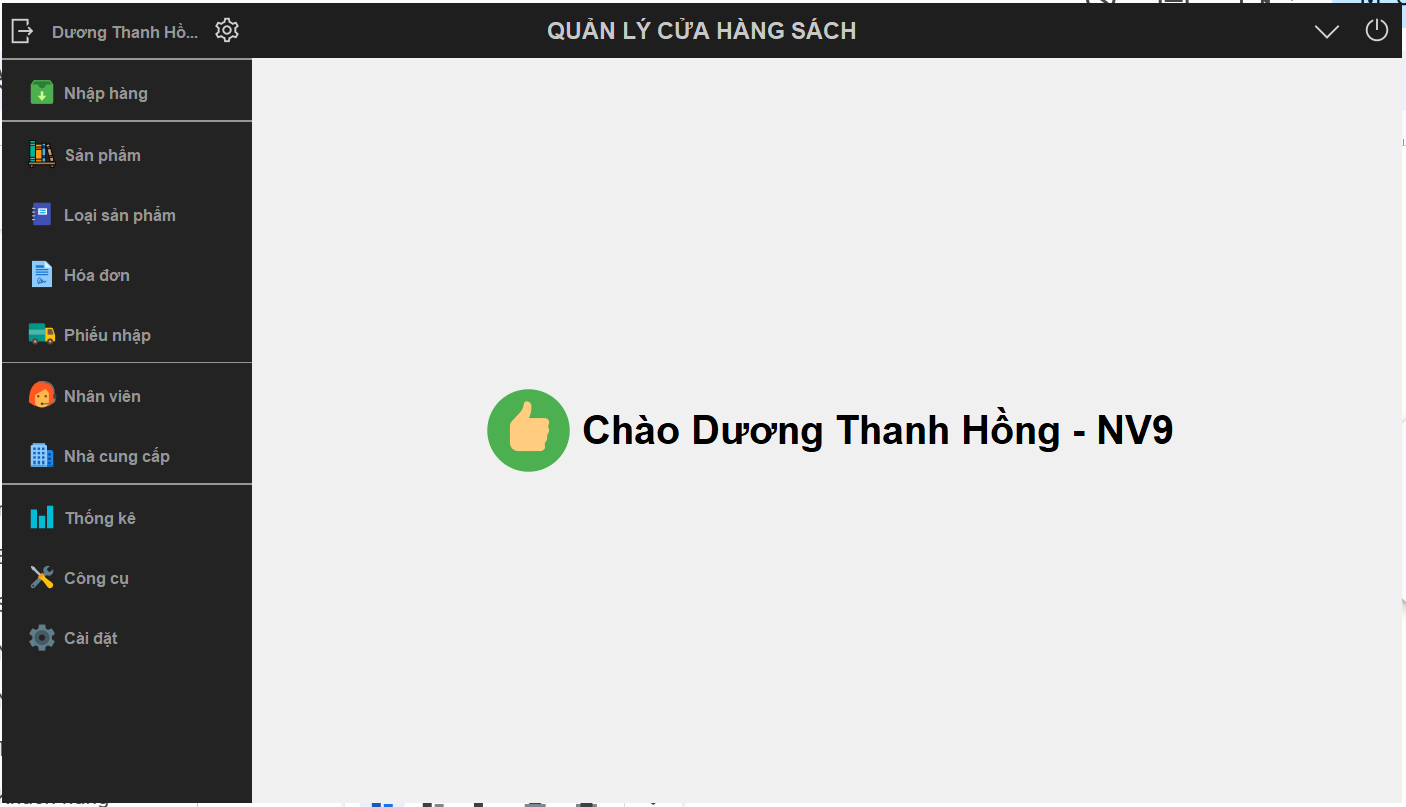 Dương Thanh Hồ...
QUẢN LÝ CỬA HÀNG SÁCH
Nhập hàng
Sản phẩm
Loại sản phẩm
Hóa đơn
Phiếu nhập
Nhân viên
Nhà cung cấp
Thống kê
Công cụ
Cài đặt
Chào Dương Thanh Hồng - NV9